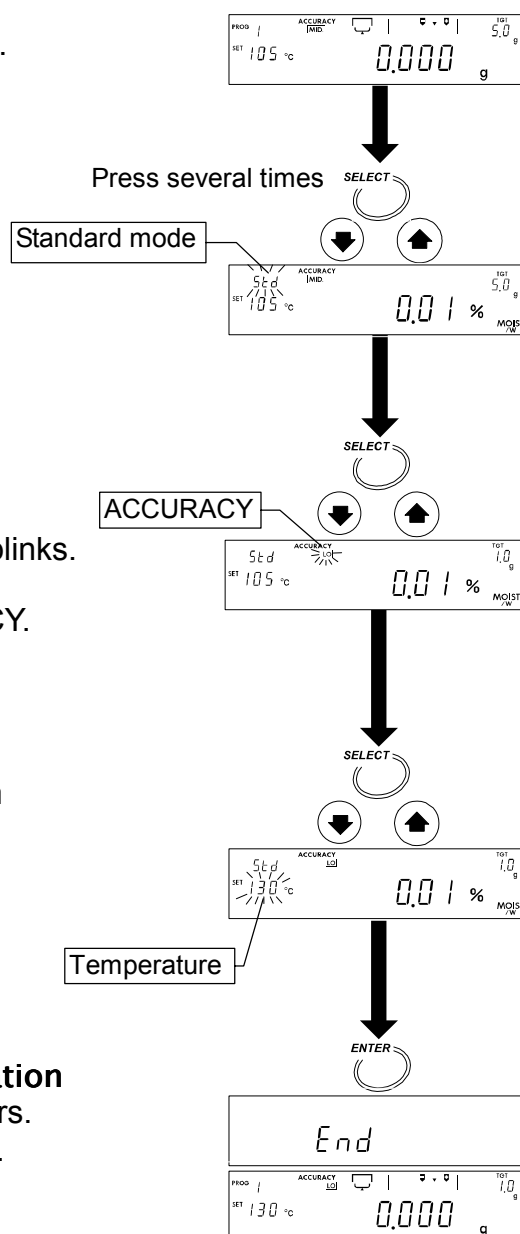 .
PROG 1 ACCURACY MID. TGT 5.0 g
SET 105 °C 0.000 g
Press several times SELECT
Standard mode
Std ACCURACY MID. TGT 5.0 g
SET 105 °C 0.01 % MOIS /W
SELECT
ACCURACY
blinks.
Std ACCURACY LO TGT 1.0 g
SET 105 °C 0.01 % MOIST /W
CY.
SELECT
Std ACCURACY LO TGT 1.0 g
SET 130 °C 0.01 % MOIS /W
Temperature
ENTER
ation
rs.
.
End
PROG 1 ACCURACY LO TGT 1.0 g
SET 130 °C 0.000 g